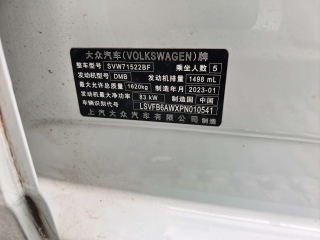 大众汽车(VOLKSWAGEN)牌
整车型号 SVW71522BF 乘坐人数 5
发动机型号 DMB 发动机排量 1498 mL
最大允许总质量 1620kg 制造年月 2023-01
发动机最大净功率 83 kW 制造国 中国
车辆识别代号 LSVFB6AWXPN010541
上汽大众汽车有限公司 制造